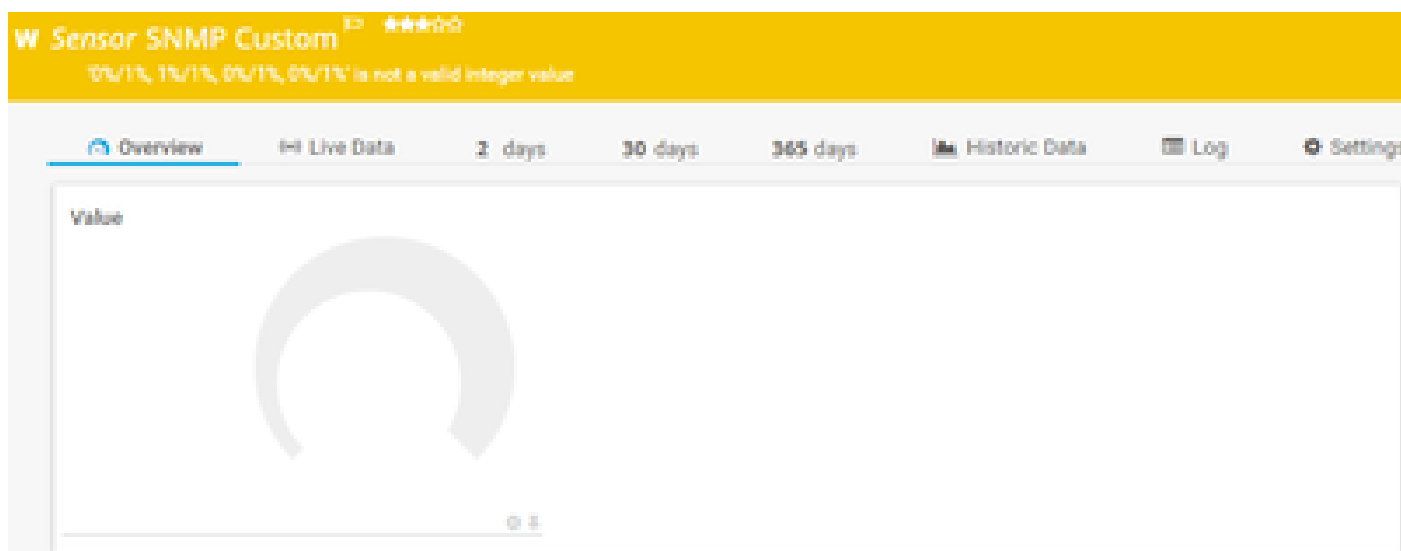 W Sensor SNMP Custom
'0%/1%, 1%/1%, 0%/1%, 0%/1%' is not a valid integer value
Overview Live Data 2 days 30 days 365 days Historic Data Log Settings
Value